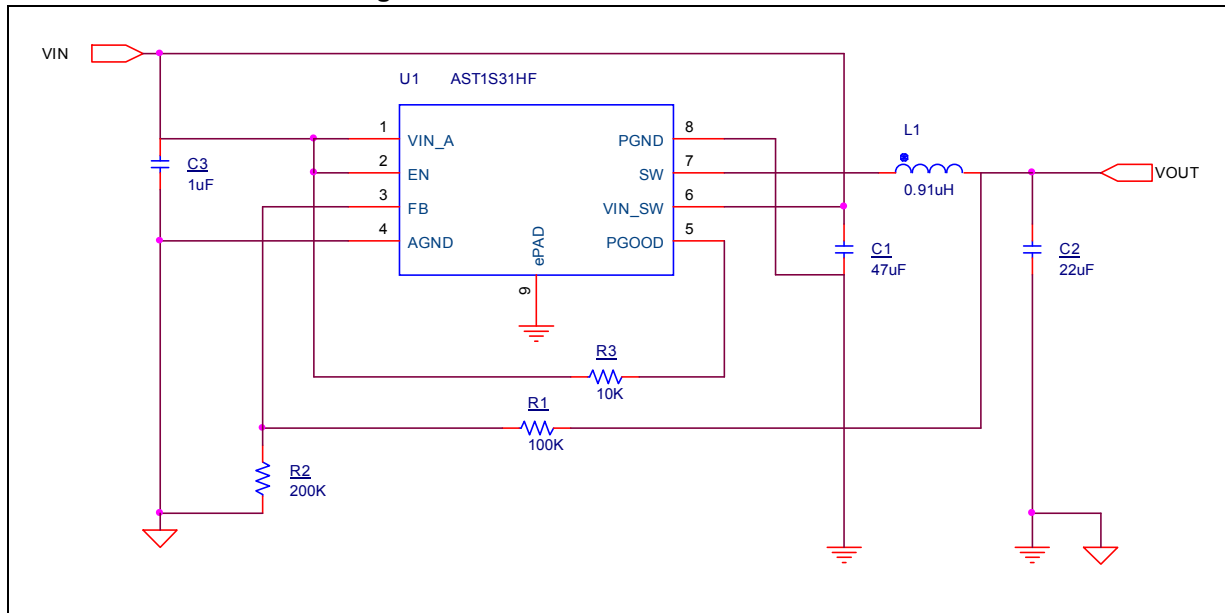 VIN
U1 AST1S31HF
1 VIN_A
2 EN
3 FB
4 AGND
8 PGND
7 SW
6 VIN_SW
5 PGOOD
ePAD
9
C3
1uF
L1
0.91uH
VOUT
C1
47uF
C2
22uF
R3
10K
R1
100K
R2
200K